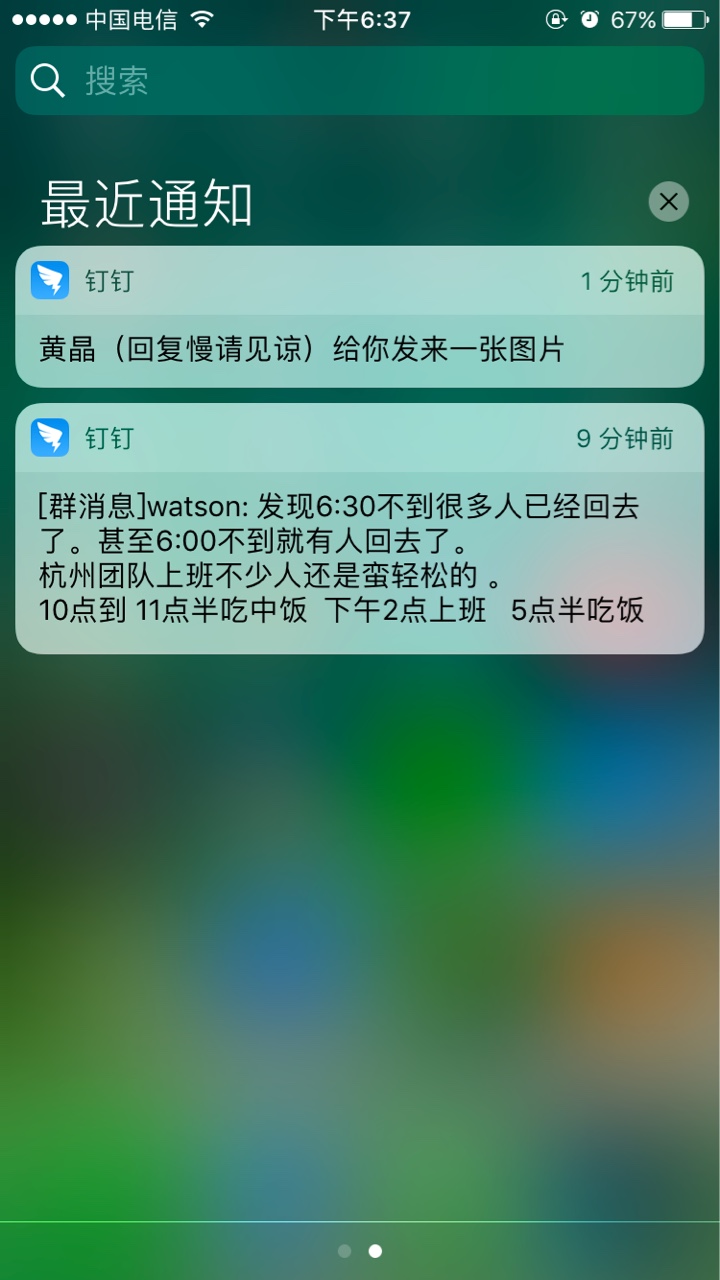 中国电信 下午6:37 67%
搜索
最近通知
钉钉 1 分钟前
黄晶（回复慢请见谅）给你发来一张图片
钉钉 9 分钟前
[群消息]watson: 发现6:30不到很多人已经回去
了。甚至6:00不到就有人回去了。
杭州团队上班不少人还是蛮轻松的 。
10点到 11点半吃中饭  下午2点上班   5点半吃饭